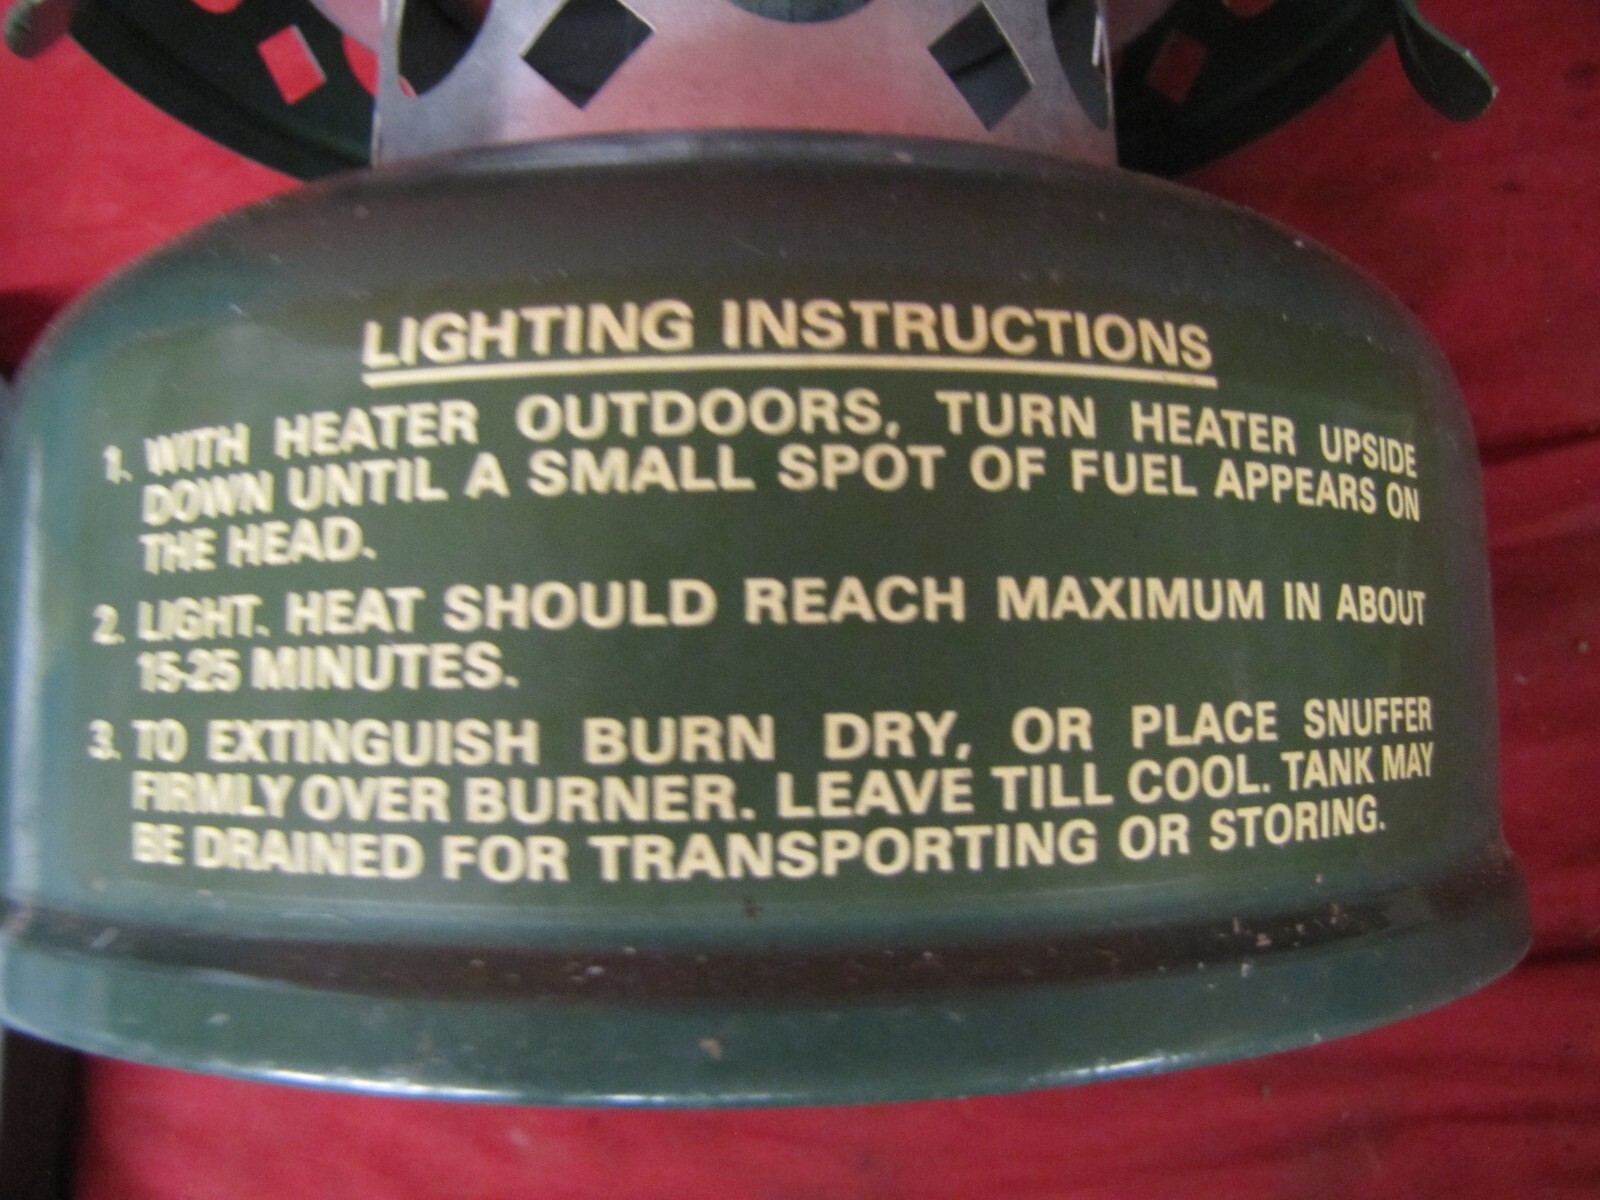 LIGHTING INSTRUCTIONS
1. WITH HEATER OUTDOORS, TURN HEATER UPSIDE
DOWN UNTIL A SMALL SPOT OF FUEL APPEARS ON
THE HEAD.
2. LIGHT. HEAT SHOULD REACH MAXIMUM IN ABOUT
15-25 MINUTES.
3. TO EXTINGUISH BURN DRY, OR PLACE SNUFFER
FIRMLY OVER BURNER. LEAVE TILL COOL. TANK MAY
BE DRAINED FOR TRANSPORTING OR STORING.